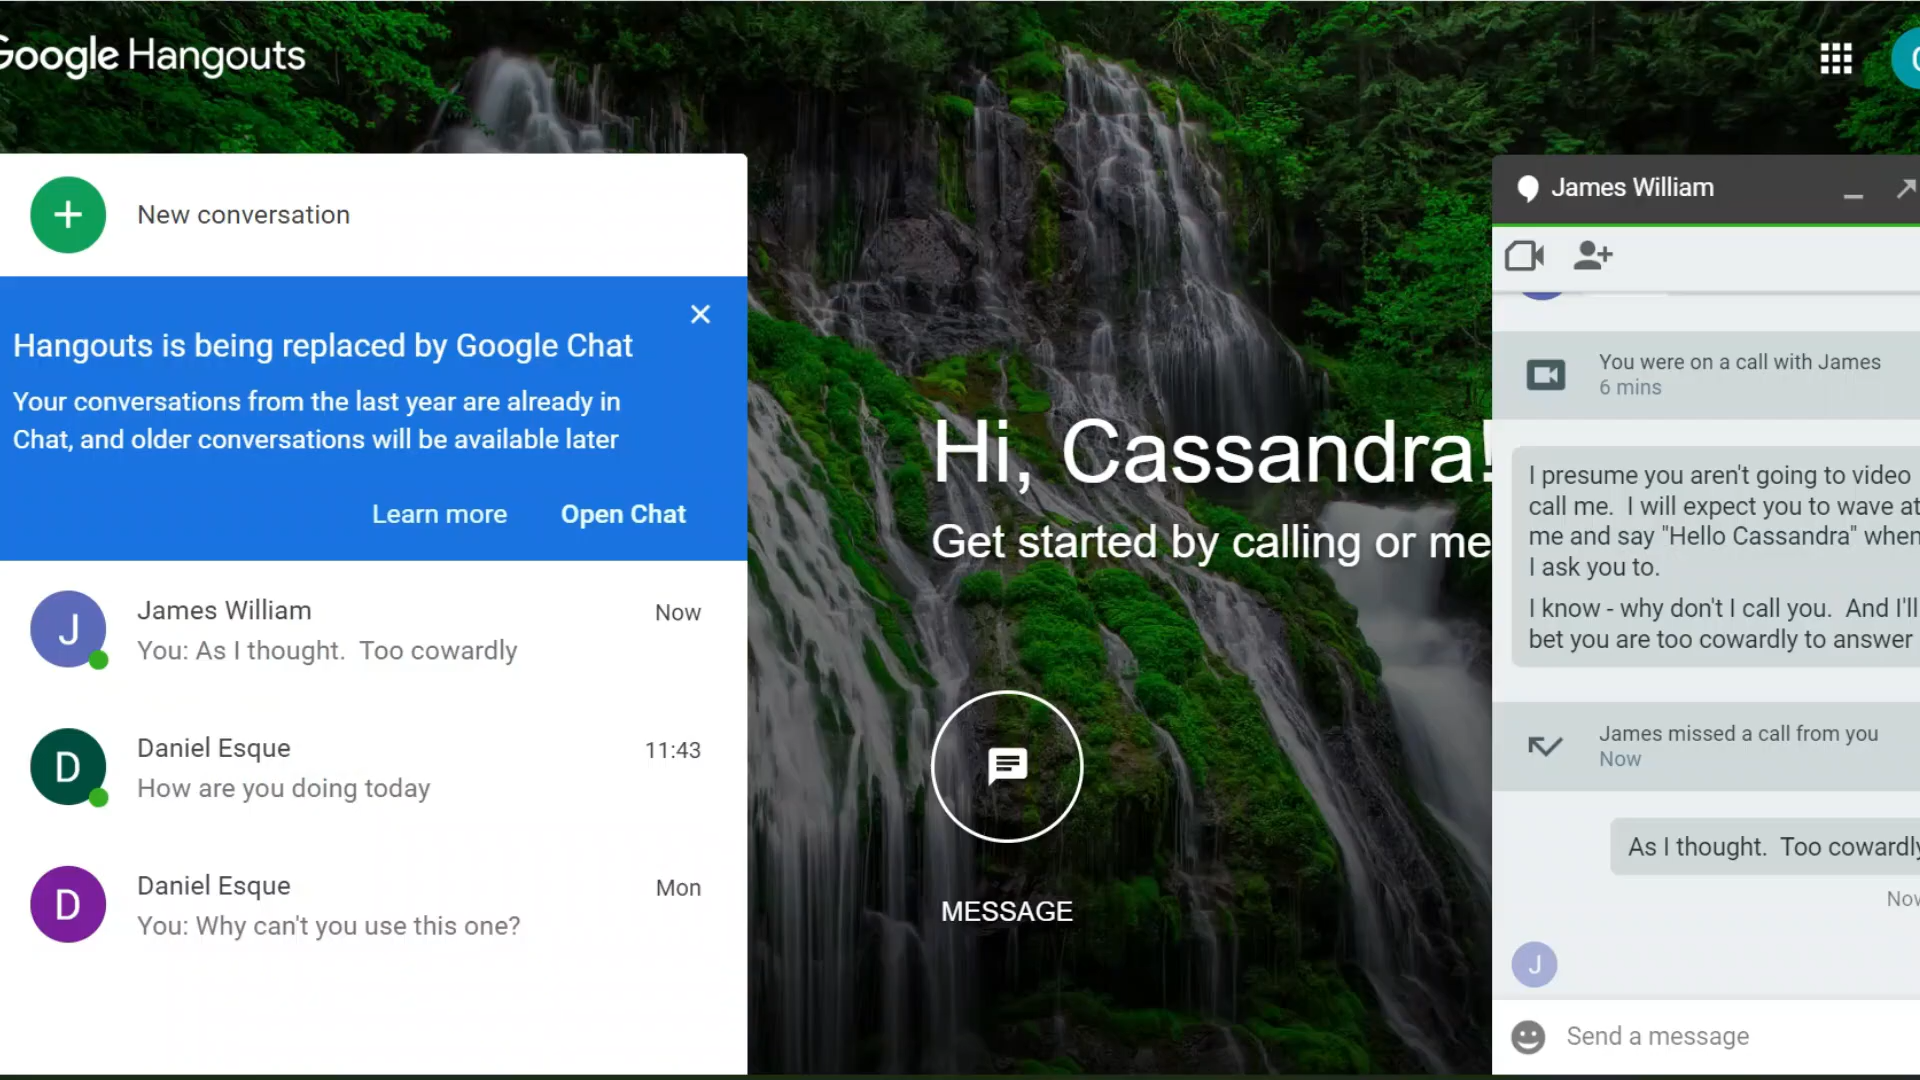 Google Hangouts
New conversation
Hangouts is being replaced by Google Chat
Your conversations from the last year are already in
Chat, and older conversations will be available later
Learn more Open Chat
J
James William Now
You: As I thought. Too cowardly
D
Daniel Esque 11:43
How are you doing today
D
Daniel Esque Mon
You: Why can't you use this one?
Hi, Cassandra!
Get started by calling or me
MESSAGE
James William
You were on a call with James
6 mins
I presume you aren't going to video
call me. I will expect you to wave at
me and say "Hello Cassandra" when
I ask you to.
I know - why don't I call you. And I'll
bet you are too cowardly to answer
James missed a call from you
Now
As I thought. Too cowardly
Now
J
Send a message